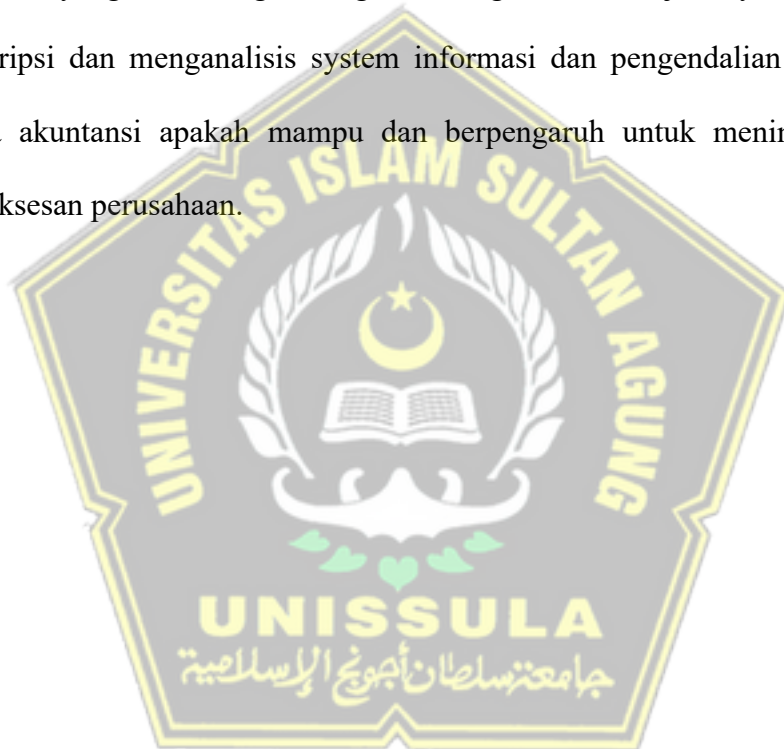 ripsi dan menganalisis system informasi dan pengendalian
akuntansi apakah mampu dan berpengaruh untuk menin
ksesan perusahaan.
UNIVERSITAS ISLAM SULTAN AGUNG
UNISSULA
جامعة سلطان أجونج الإسلامية